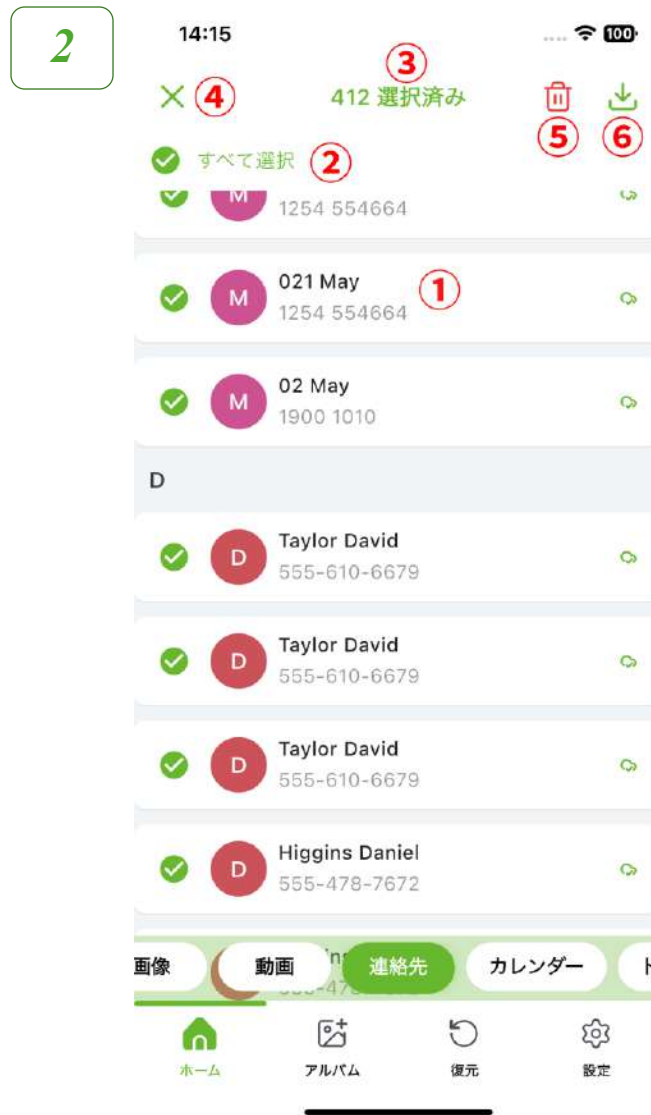 2
14:15
100
③
④
412 選択済み
⑤
⑥
すべて選択
②
M
1254 554664
M
021 May
①
1254 554664
M
02 May
1900 1010
D
D
Taylor David
555-610-6679
D
Taylor David
555-610-6679
D
Taylor David
555-610-6679
D
Higgins Daniel
555-478-7672
画像
動画
連絡先
カレンダー
ホーム
アルバム
復元
設定